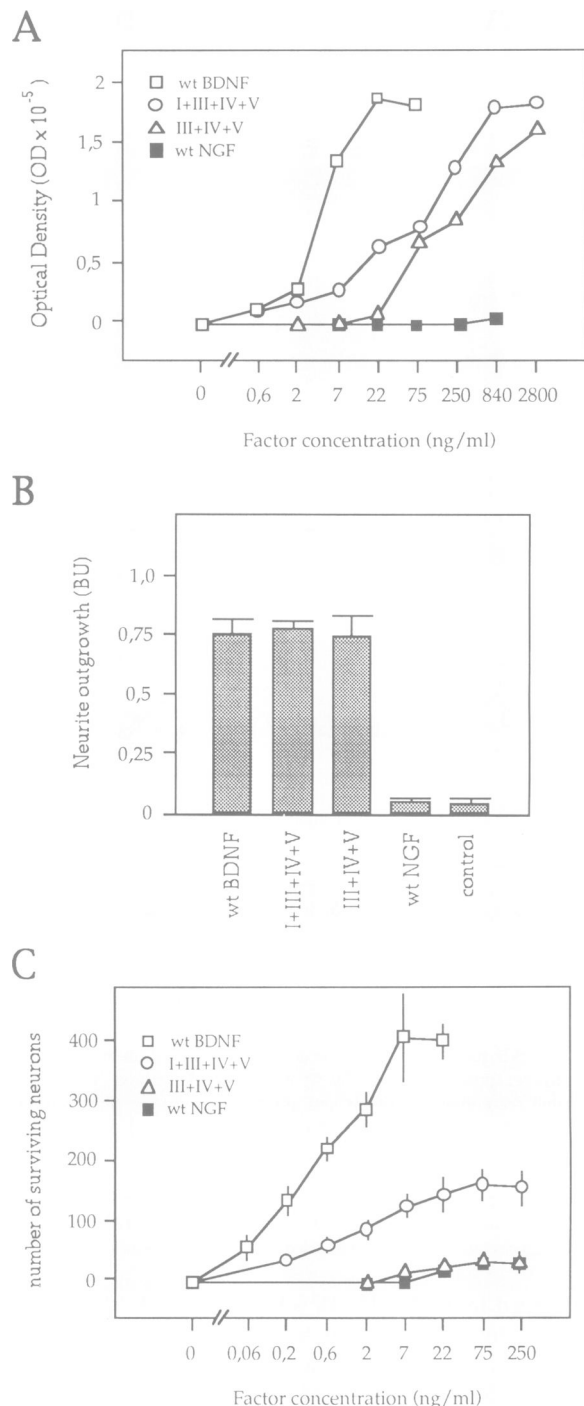 A
Optical Density (OD x 10-5)
2
1,5
1
0,5
0
wt BDNF
I+III+IV+V
III+IV+V
wt NGF
0 0,6 2 7 22 75 250 840 2800
Factor concentration (ng/ml)
B
Neurite outgrowth (BU)
1,0
0,75
0,5
0,25
0
wt BDNF
I+III+IV+V
III+IV+V
wt NGF
control
C
number of surviving neurons
400
300
200
100
0
wt BDNF
I+III+IV+V
III+IV+V
wt NGF
0 0,06 0,2 0,6 2 7 22 75 250
Factor concentration (ng/ml)